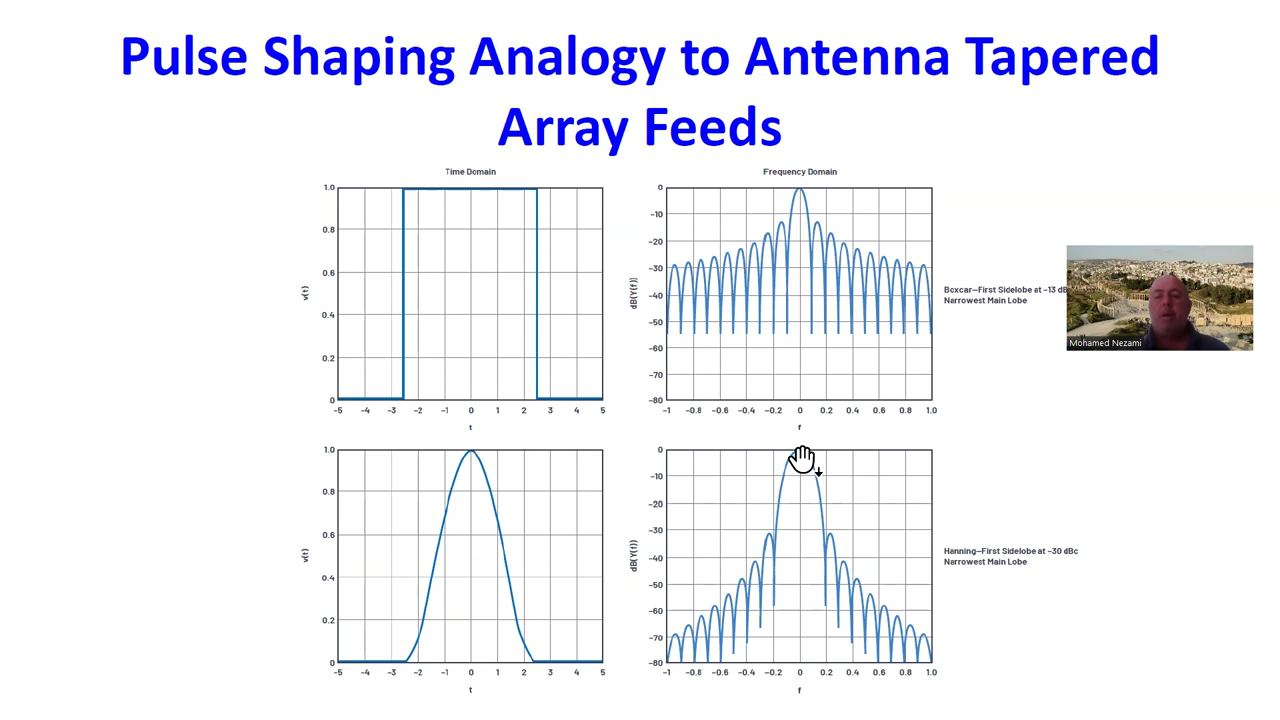 Pulse Shaping Analogy to Antenna Tapered
Array Feeds
Time Domain
1.0
0.8
0.6
0.4
0.2
0
v(t)
-5 -4 -3 -2 -1 0 1 2 3 4 5
t
Frequency Domain
0
-10
-20
-30
-40
-50
-60
-70
-80
dB(Y(f))
-1 -0.8 -0.6 -0.4 -0.2 0 0.2 0.4 0.6 0.8 1.0
f
Boxcar—First Sidelobe at -13 dB
Narrowest Main Lobe
Mohamed Nezami
1.0
0.8
0.6
0.4
0.2
0
v(t)
-5 -4 -3 -2 -1 0 1 2 3 4 5
t
0
-10
-20
-30
-40
-50
-60
-70
-80
dB(Y(f))
-1 -0.8 -0.6 -0.4 -0.2 0 0.2 0.4 0.6 0.8 1.0
f
Hanning—First Sidelobe at -30 dBc
Narrowest Main Lobe